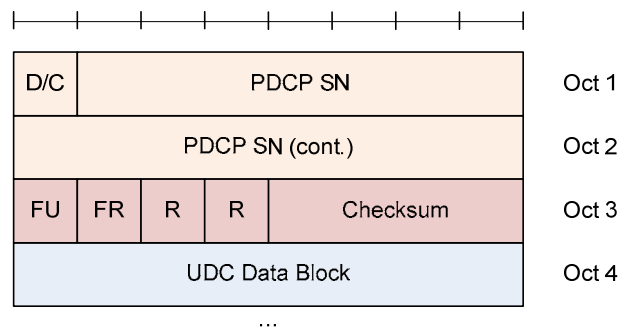 D/C PDCP SN Oct 1
PDCP SN (cont.) Oct 2
FU FR R R Checksum Oct 3
UDC Data Block Oct 4
...